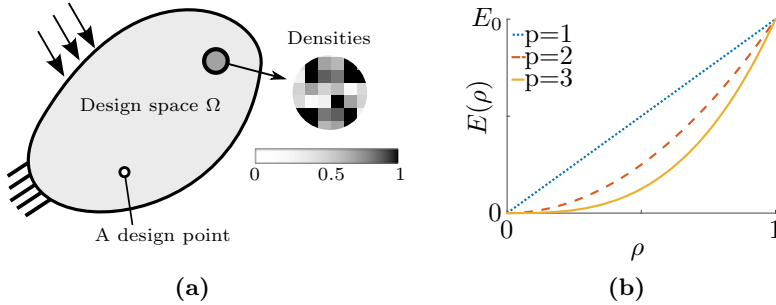 Densities
Design space Ω
0 0.5 1
A design point
(a)
E₀
p=1
p=2
p=3
E(ρ)
0
0 1
ρ
(b)